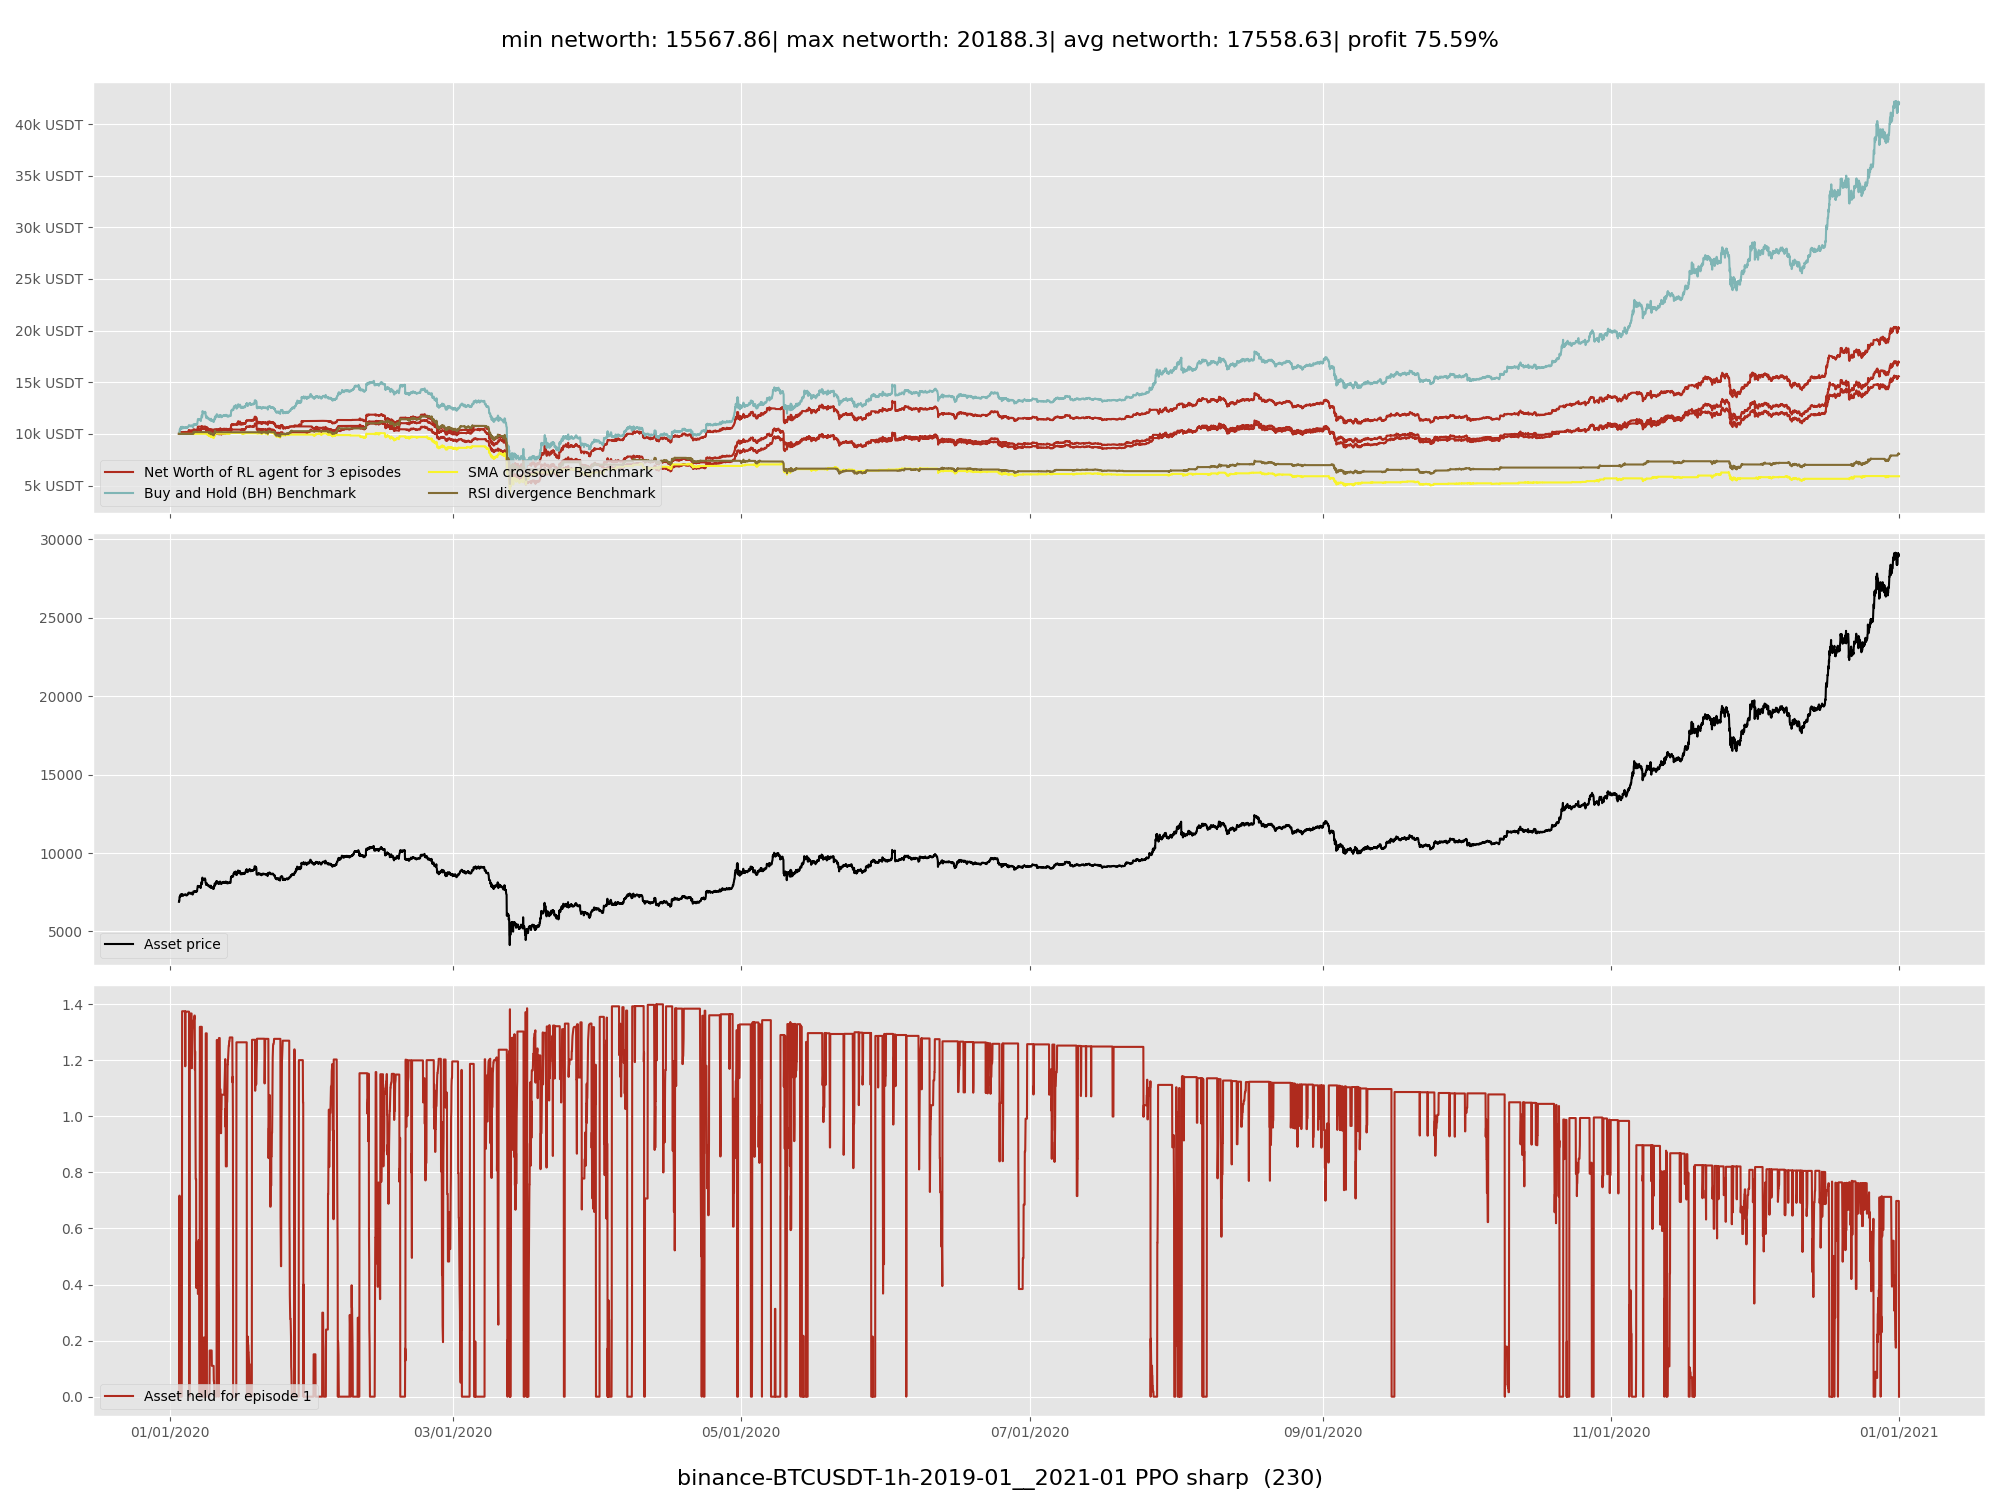 min networth: 15567.86| max networth: 20188.3| avg networth: 17558.63| profit 75.59%
40k USDT
35k USDT
30k USDT
25k USDT
20k USDT
15k USDT
10k USDT
5k USDT
Net Worth of RL agent for 3 episodes
Buy and Hold (BH) Benchmark
SMA crossover Benchmark
RSI divergence Benchmark
30000
25000
20000
15000
10000
5000
Asset price
1.4
1.2
1.0
0.8
0.6
0.4
0.2
0.0
Asset held for episode 1
01/01/2020 03/01/2020 05/01/2020 07/01/2020 09/01/2020 11/01/2020 01/01/2021
binance-BTCUSDT-1h-2019-01__2021-01 PPO sharp (230)